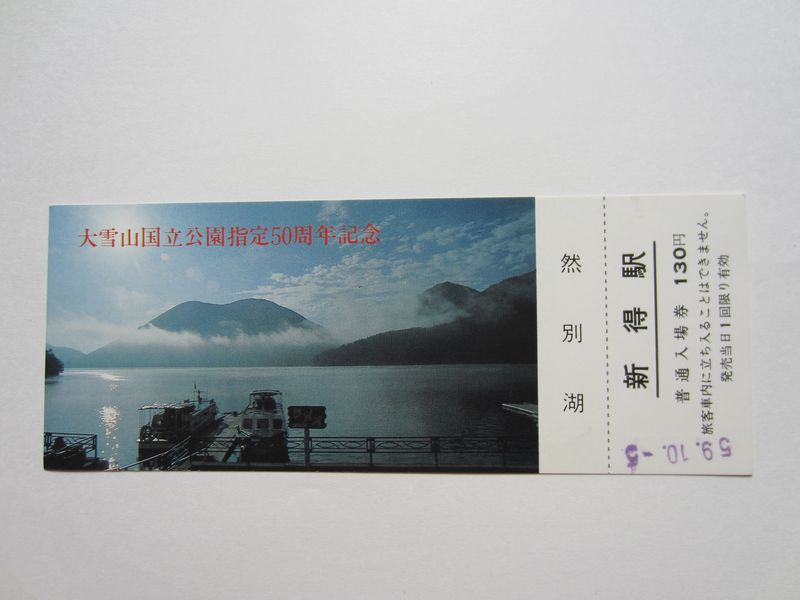 大雪山国立公園指定50周年記念
然別湖
新得駅
普通入場券 130円
旅客車内に立ち入ることはできません。
発売当日1回限り有効
59.10.